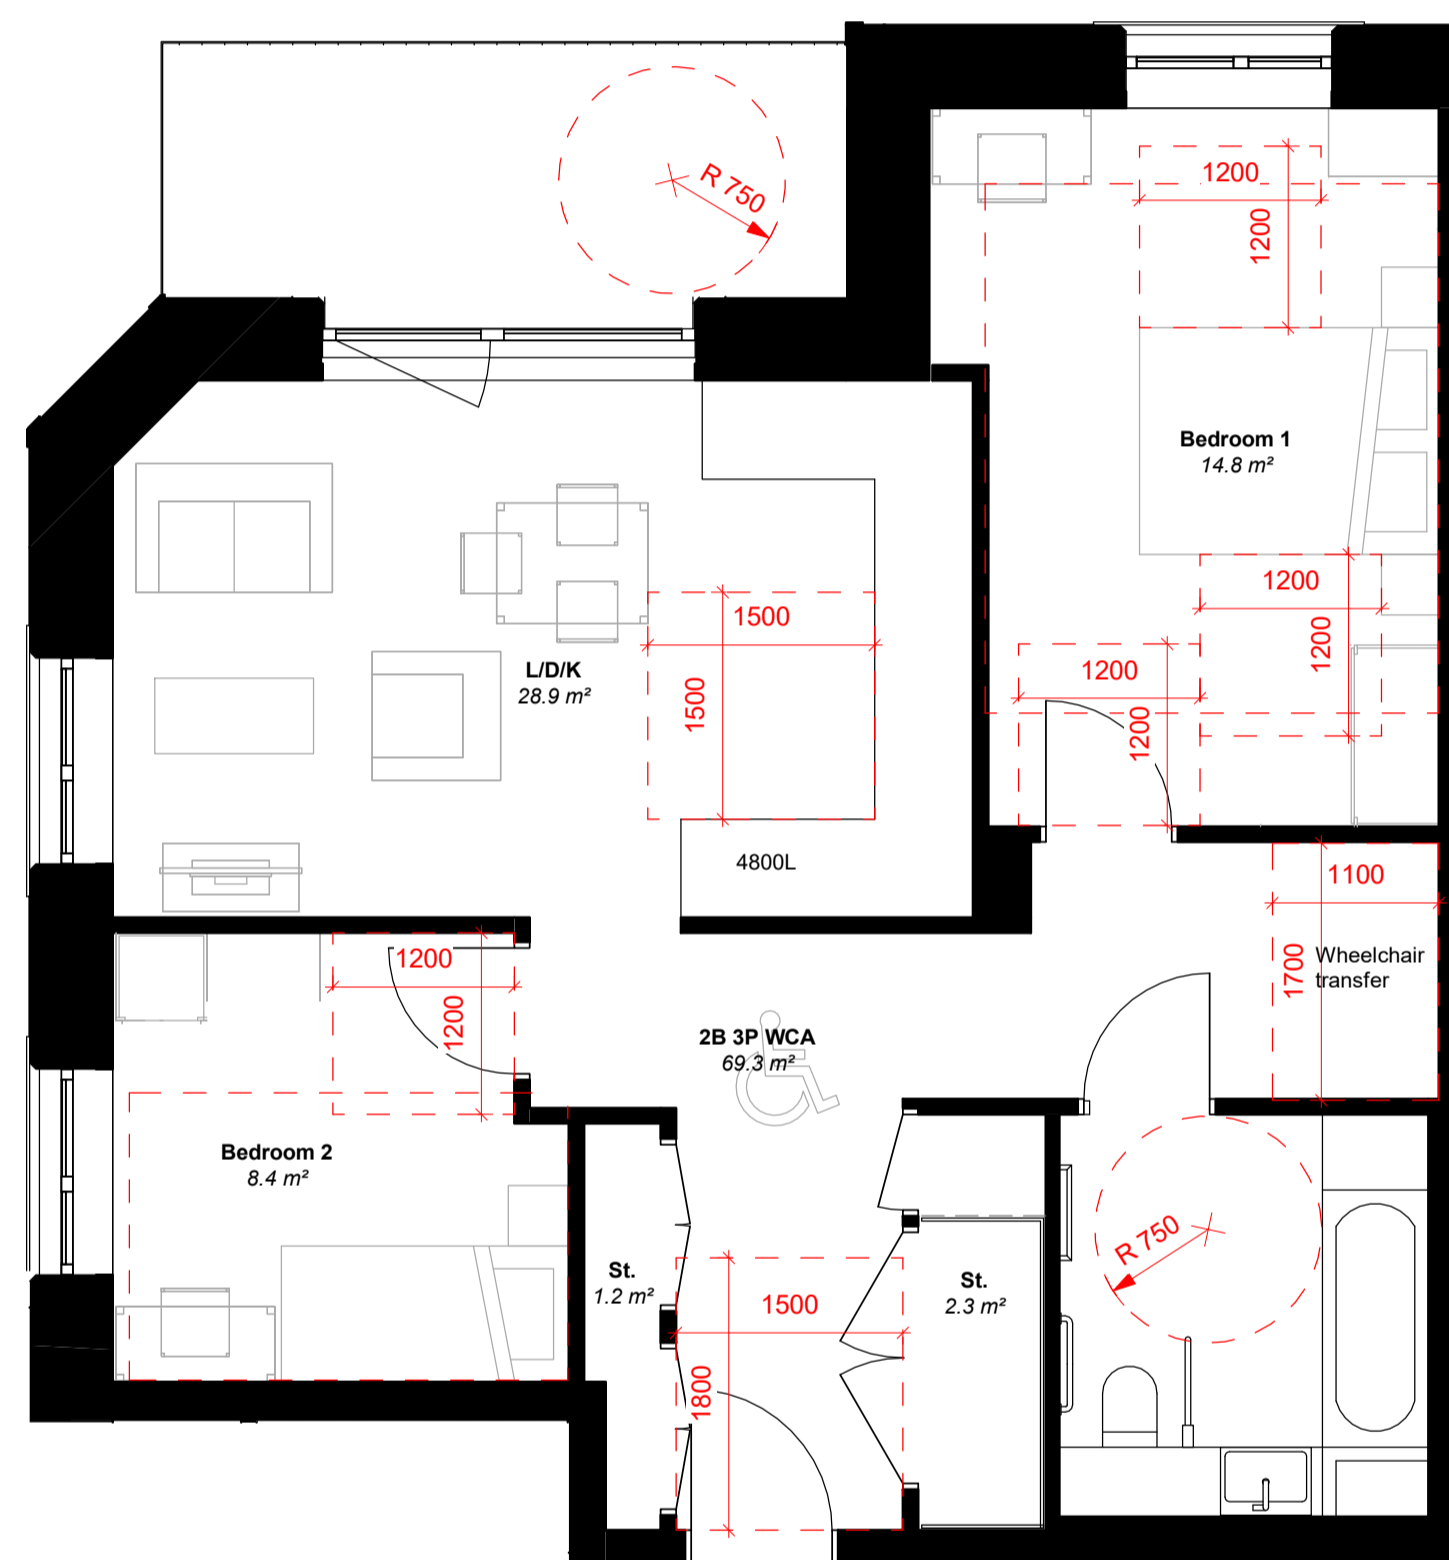 R 750
1200
1200
Bedroom 1
14.8 m²
1200
1200
1200
1200
1500
1500
L/D/K
28.9 m²
4800L
1100
1700
Wheelchair
transfer
1200
1200
2B 3P WCA
69.3 m²
Bedroom 2
8.4 m²
St.
1.2 m²
1500
1800
St.
2.3 m²
R 750